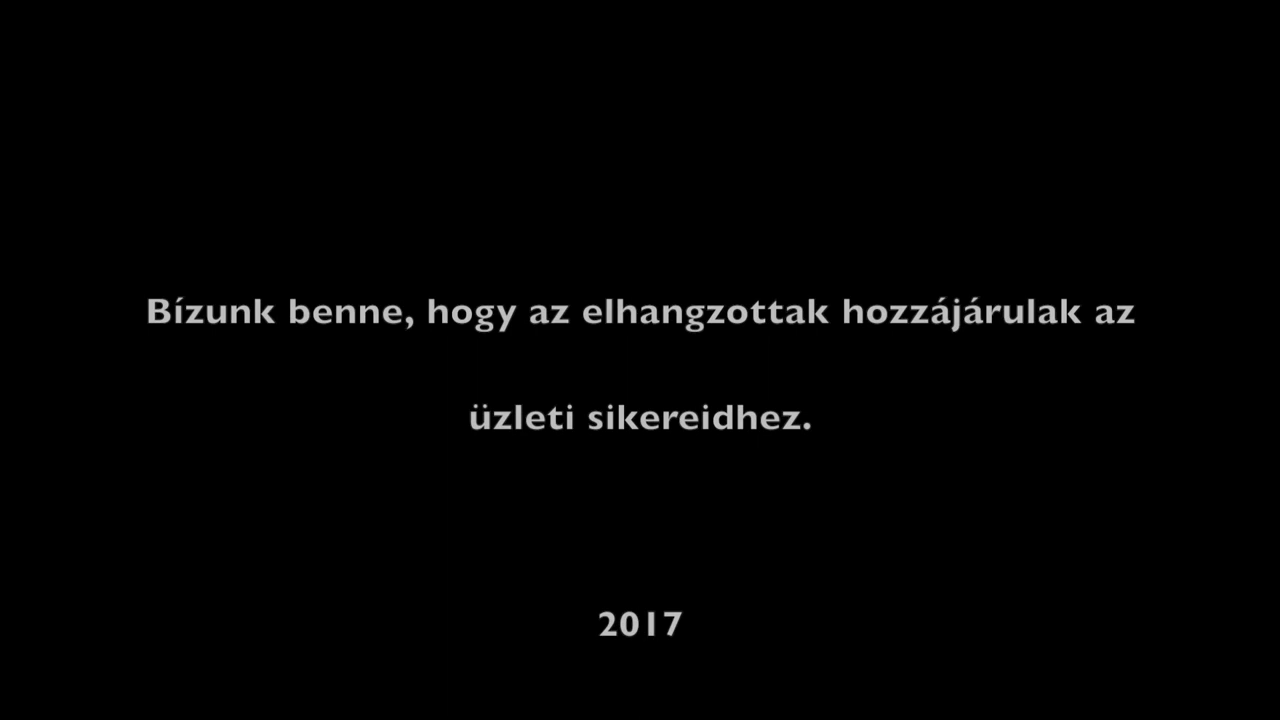 Bízunk benne, hogy az elhangzottak hozzájárulak az
üzleti sikereidhez.
2017